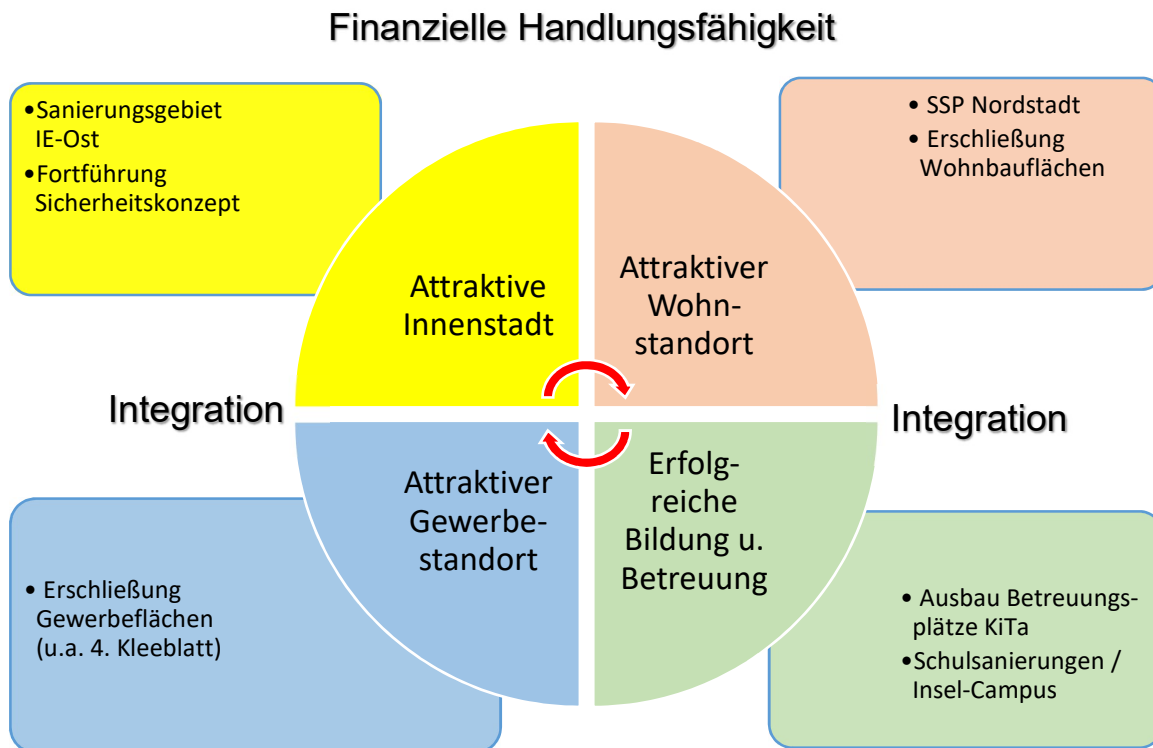 Finanzielle Handlungsfähigkeit
•Sanierungsgebiet
IE-Ost
•Fortführung
Sicherheitskonzept
• SSP Nordstadt
• Erschließung
Wohnbauflächen
Attraktive
Innenstadt
Attraktiver
Wohn-
standort
Integration
Integration
Attraktiver
Gewerbe-
standort
Erfolg-
reiche
Bildung u.
Betreuung
• Erschließung
Gewerbeflächen
(u.a. 4. Kleeblatt)
• Ausbau Betreuungs-
plätze KiTa
•Schulsanierungen /
Insel-Campus